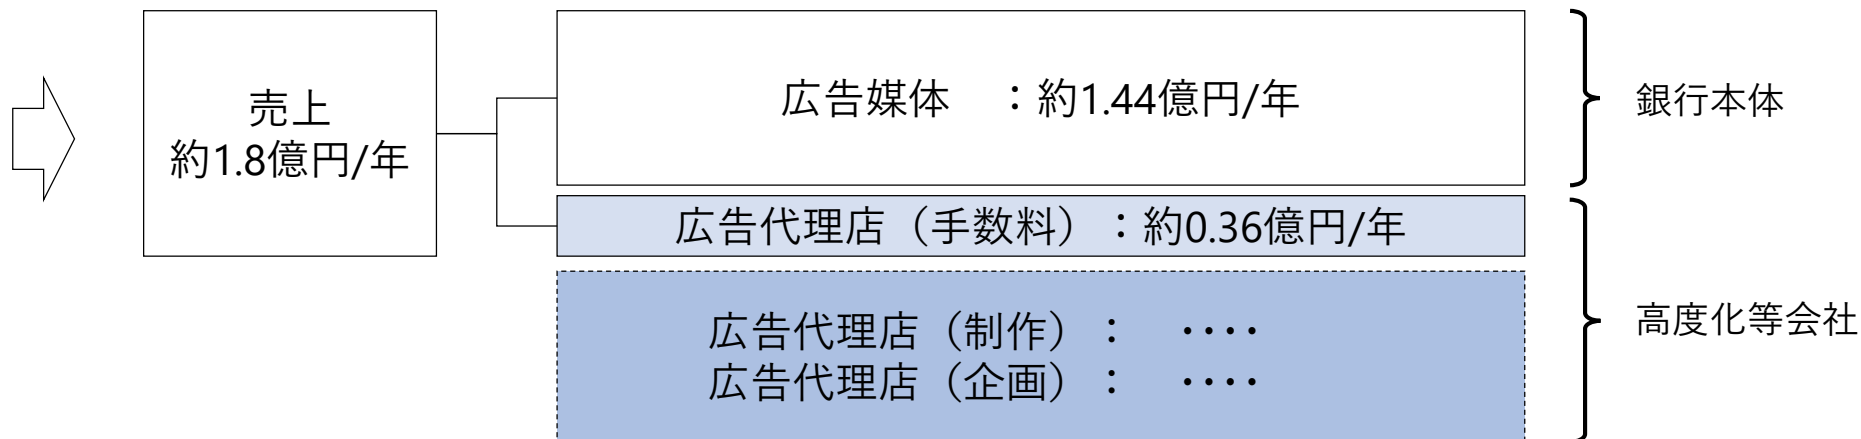 売上
約1.8億円/年
広告媒体　：約1.44億円/年
銀行本体
広告代理店（手数料）：約0.36億円/年
広告代理店（制作）：　・・・・
広告代理店（企画）：　・・・・
高度化等会社